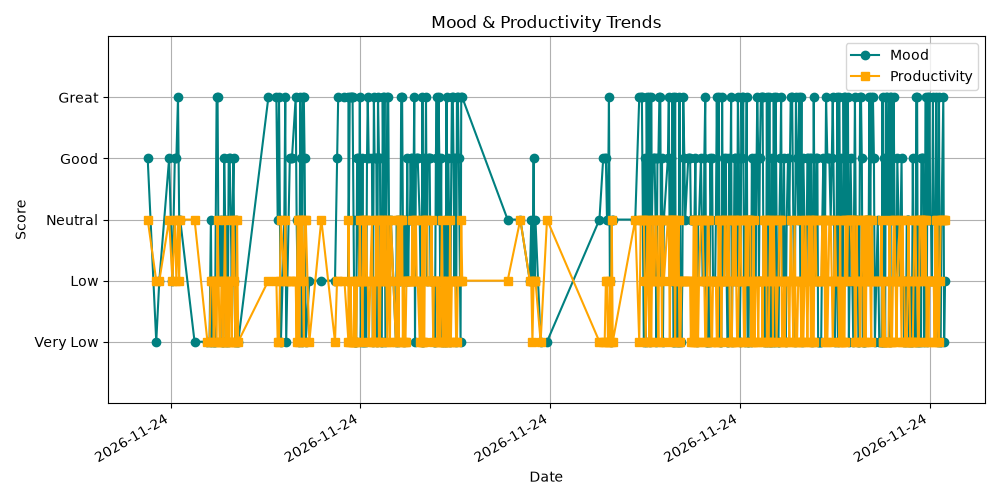 Mood & Productivity Trends
Mood
Productivity
Great
Good
Neutral
Low
Very Low
Score
2026-11-24
2026-11-24
2026-11-24
2026-11-24
2026-11-24
Date